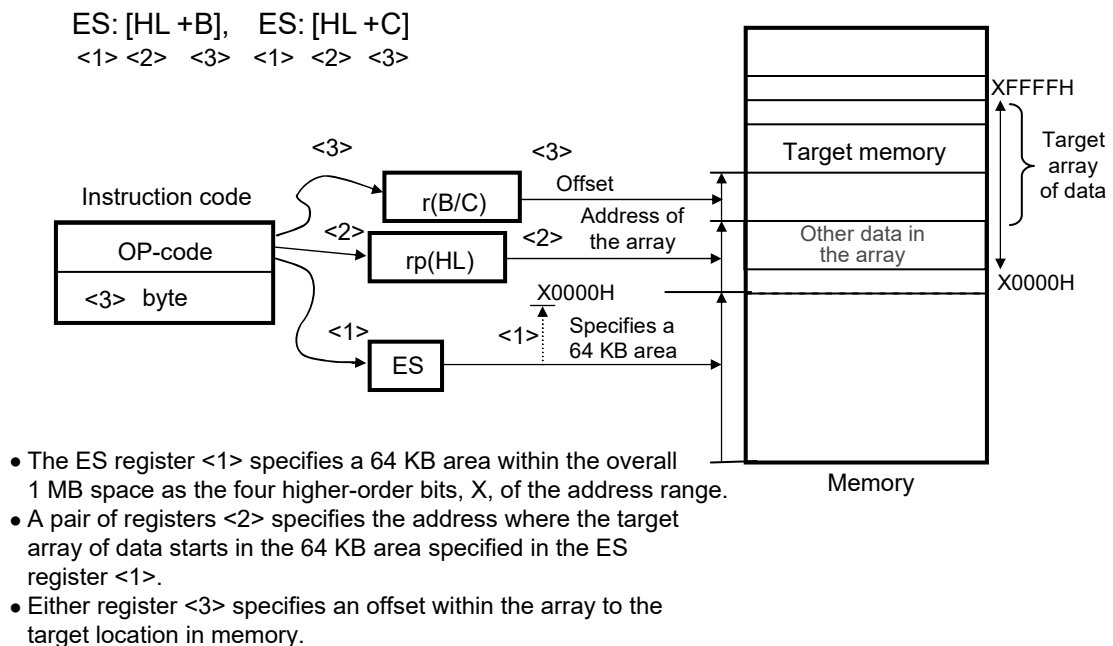 ES: [HL +B], ES: [HL +C]
<1> <2> <3> <1> <2> <3>
XFFFFH
Target
array
of data
Target memory
<3>
<3>
Instruction code
r(B/C)
Offset
OP-code
<2>
<2>
Address of
the array
Other data in
the array
rp(HL)
<3> byte
X0000H
X0000H
<1>
<1>
Specifies a
64 KB area
ES
Memory
• The ES register <1> specifies a 64 KB area within the overall
1 MB space as the four higher-order bits, X, of the address range.
• A pair of registers <2> specifies the address where the target
array of data starts in the 64 KB area specified in the ES
register <1>.
• Either register <3> specifies an offset within the array to the
target location in memory.